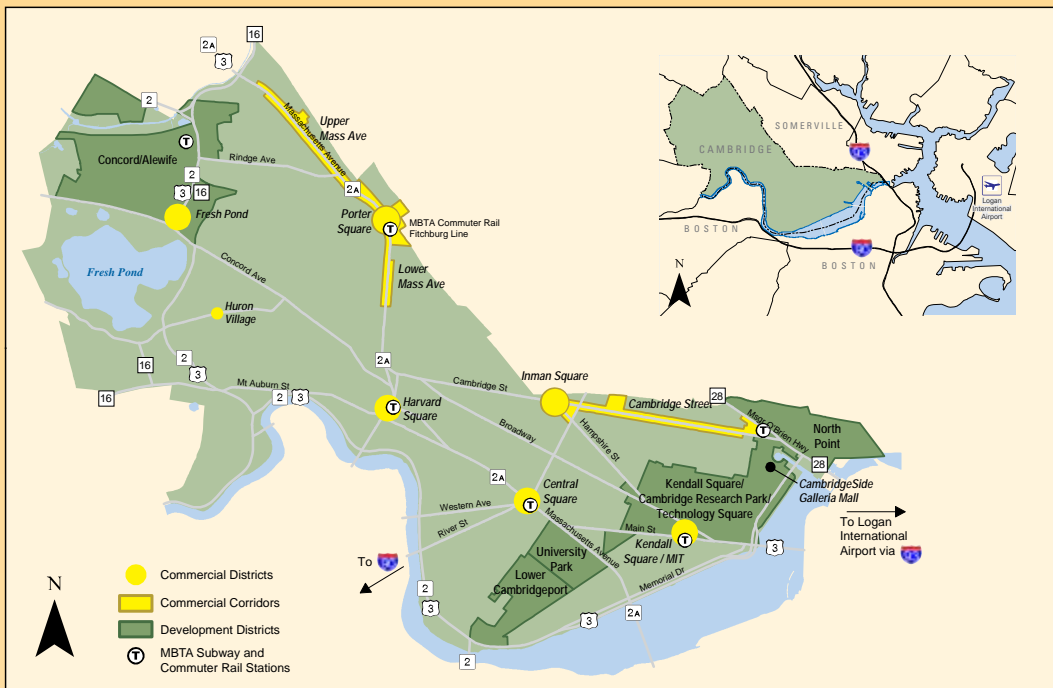 16
2A
3
2
Massachusetts Avenue
Upper
Mass Ave
Concord/Alewife
T
Rindge Ave
2
3
16
Fresh Pond
2A
Porter
Square
T
MBTA Commuter Rail
Fitchburg Line
Fresh Pond
Concord Ave
Lower
Mass Ave
Huron
Village
16
2
3
16
Mt Auburn St
2
3
2A
Harvard
Square
T
Cambridge St
Inman Square
Cambridge Street
28
Msgr O'Brien Hwy
T
North
Point
28
CambridgeSide
Galleria Mall
Broadway
Hampshire St
2A
Central
Square
T
Western Ave
River St
Kendall Square/
Cambridge Research Park/
Technology Square
Main St
Massachusetts Avenue
Kendall
Square / MIT
T
3
University
Park
Lower
Cambridgeport
Memorial Dr
To
2
3
3
2A
2
To Logan
International
Airport via
SOMERVILLE
CAMBRIDGE
BOSTON
BOSTON
Logan
International
Airport
N
N
Commercial Districts
Commercial Corridors
Development Districts
T
MBTA Subway and
Commuter Rail Stations